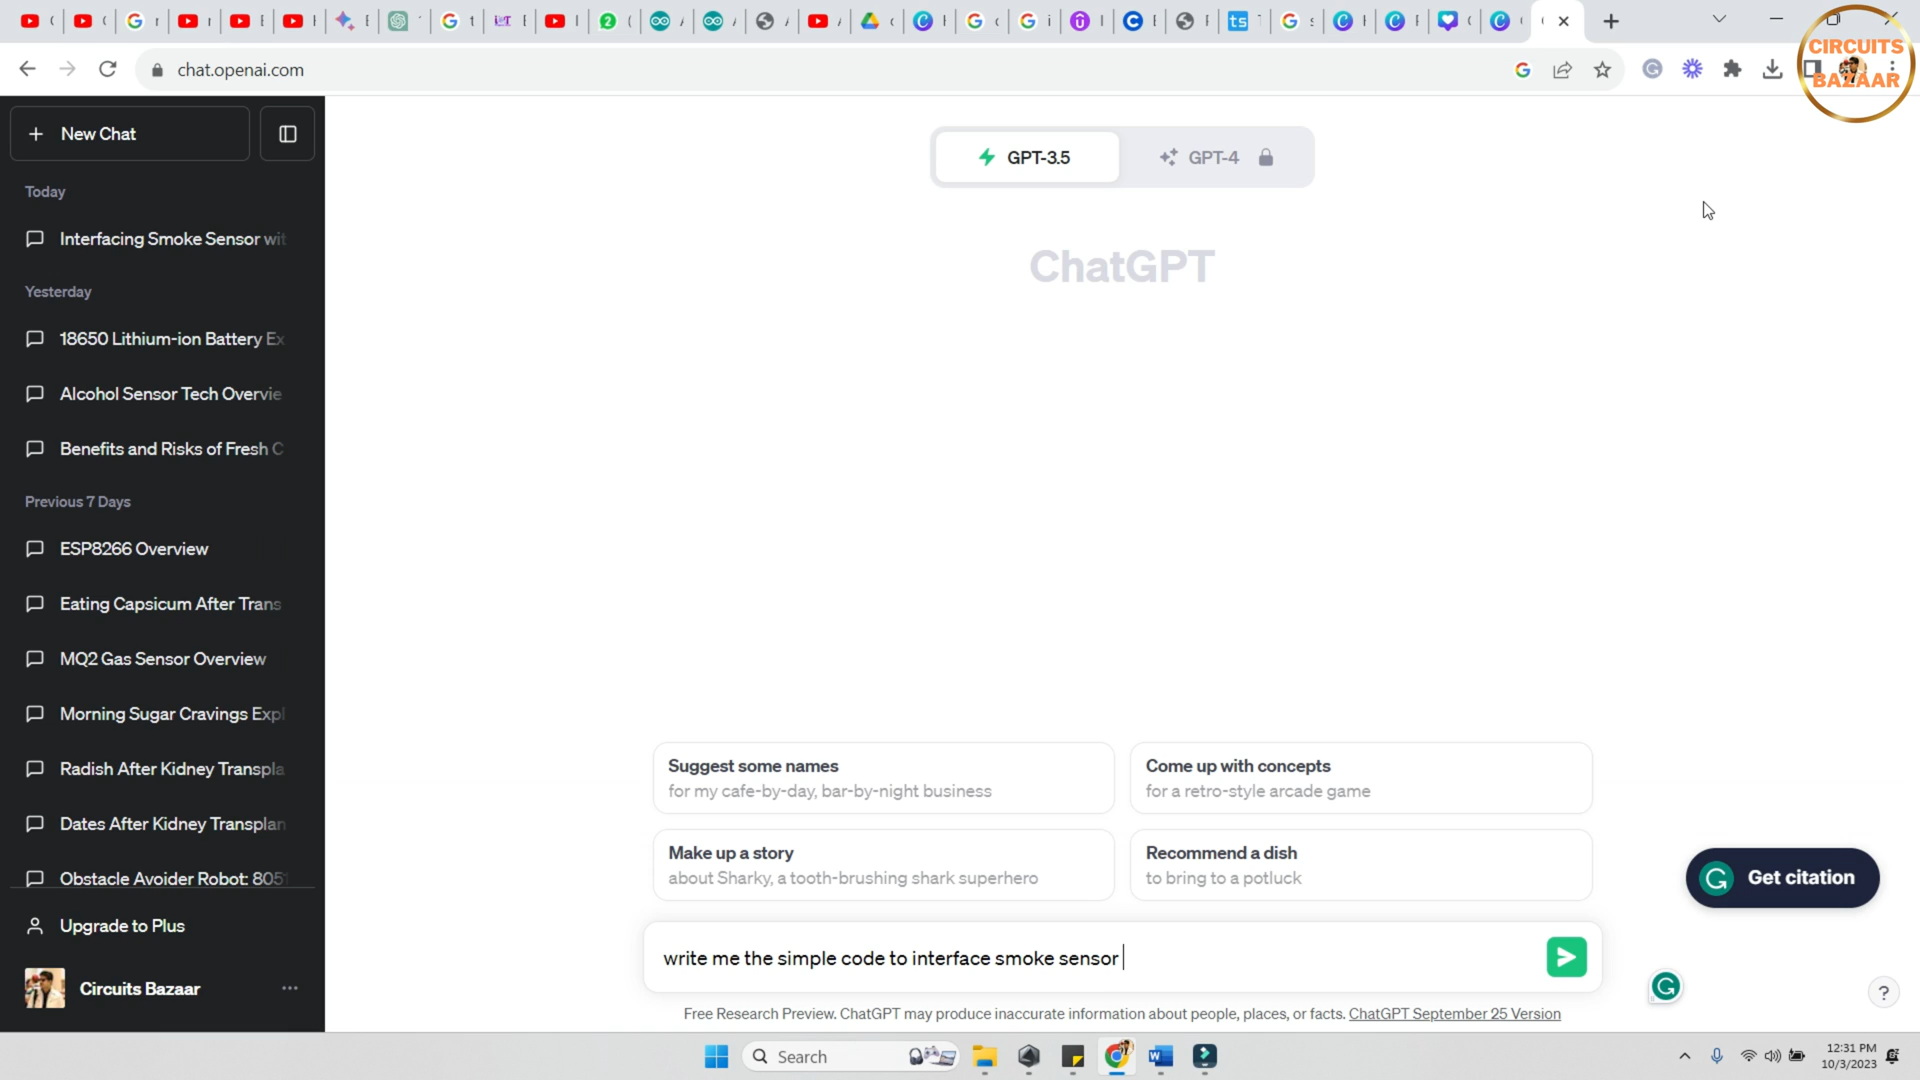 CIRCUITS
BAZAAR
chat.openai.com
New Chat
GPT-3.5
GPT-4
Today
Interfacing Smoke Sensor wit
ChatGPT
Yesterday
18650 Lithium-ion Battery Ex
Alcohol Sensor Tech Overvie
Benefits and Risks of Fresh C
Previous 7 Days
ESP8266 Overview
Eating Capsicum After Trans
MQ2 Gas Sensor Overview
Morning Sugar Cravings Expl
Radish After Kidney Transpla
Dates After Kidney Transplan
Obstacle Avoider Robot: 805
Suggest some names
for my cafe-by-day, bar-by-night business
Come up with concepts
for a retro-style arcade game
Make up a story
about Sharky, a tooth-brushing shark superhero
Recommend a dish
to bring to a potluck
Get citation
Upgrade to Plus
Circuits Bazaar
write me the simple code to interface smoke sensor
Free Research Preview. ChatGPT may produce inaccurate information about people, places, or facts. ChatGPT September 25 Version
?
Search
12:31 PM
10/3/2023